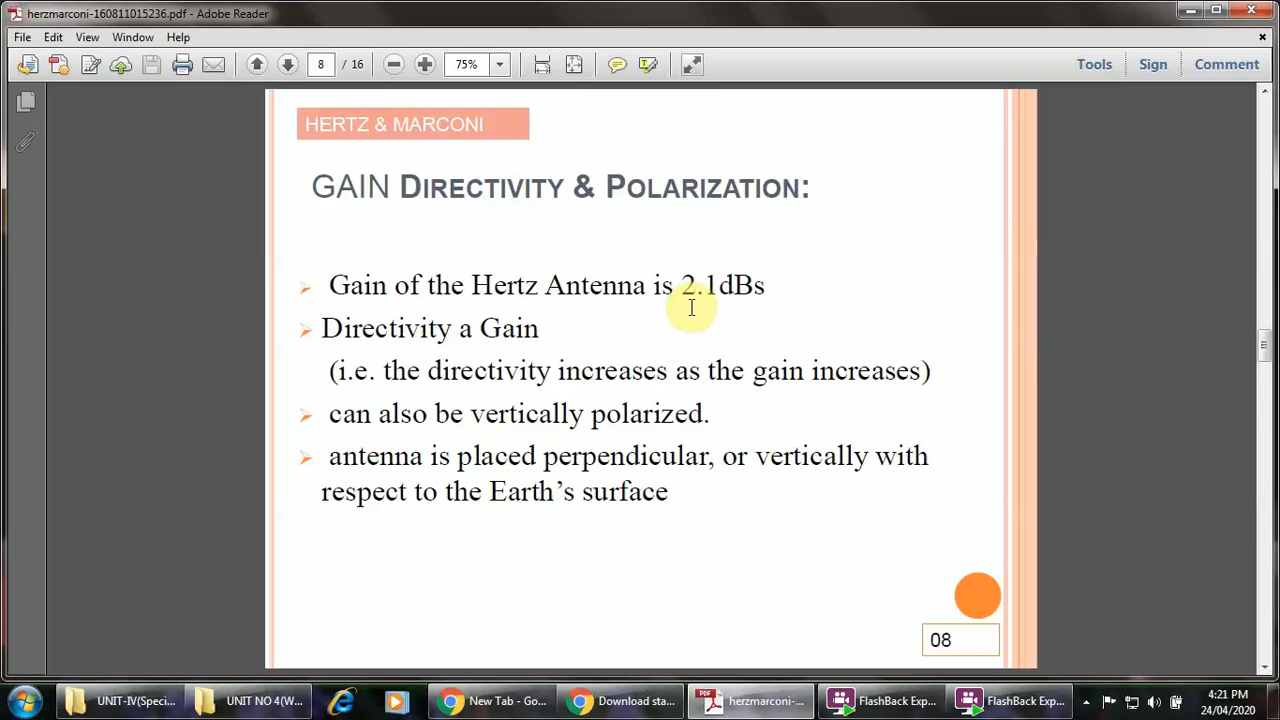 herzmarconi-160811015236.pdf - Adobe Reader
File Edit View Window Help
8 / 16 75% Tools Sign Comment
HERTZ & MARCONI
GAIN DIRECTIVITY & POLARIZATION:
Gain of the Hertz Antenna is 2.1dBs
Directivity a Gain
(i.e. the directivity increases as the gain increases)
can also be vertically polarized.
antenna is placed perpendicular, or vertically with
respect to the Earth’s surface
08
UNIT-IV(Speci... UNIT NO.4(W... New Tab - Go... Download sta... herzmarconi-... FlashBack Exp... FlashBack Exp...
4:21 PM
24/04/2020